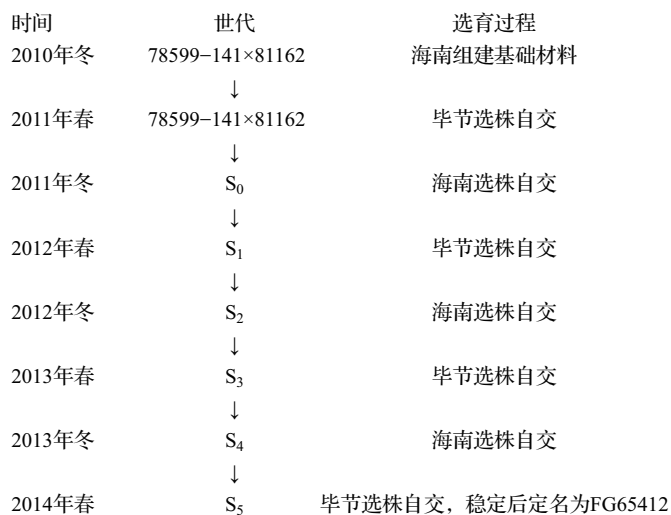 时间 世代 选育过程
2010年冬 78599−141×81162 海南组建基础材料
↓
2011年春 78599−141×81162 毕节选株自交
↓
2011年冬 S₀ 海南选株自交
↓
2012年春 S₁ 毕节选株自交
↓
2012年冬 S₂ 海南选株自交
↓
2013年春 S₃ 毕节选株自交
↓
2013年冬 S₄ 海南选株自交
↓
2014年春 S₅ 毕节选株自交，稳定后定名为FG65412